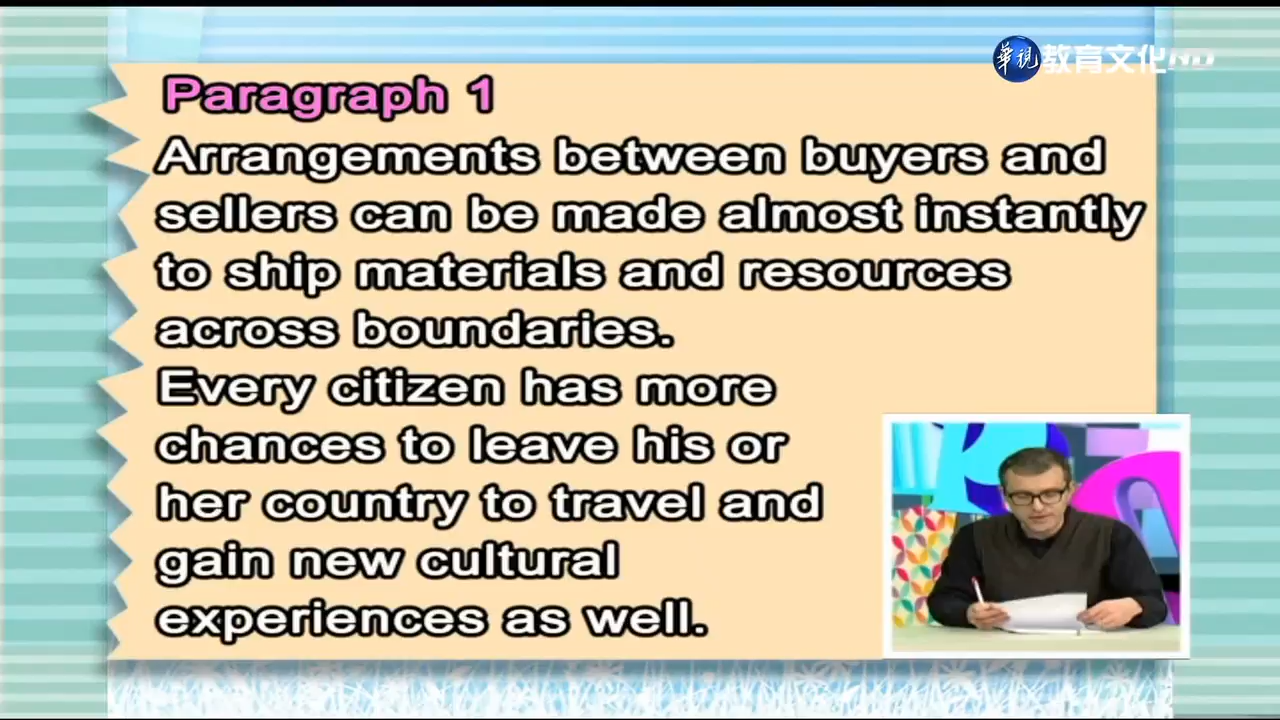 華視 教育文化HD
Paragraph 1
Arrangements between buyers and
sellers can be made almost instantly
to ship materials and resources
across boundaries.
Every citizen has more
chances to leave his or
her country to travel and
gain new cultural
experiences as well.